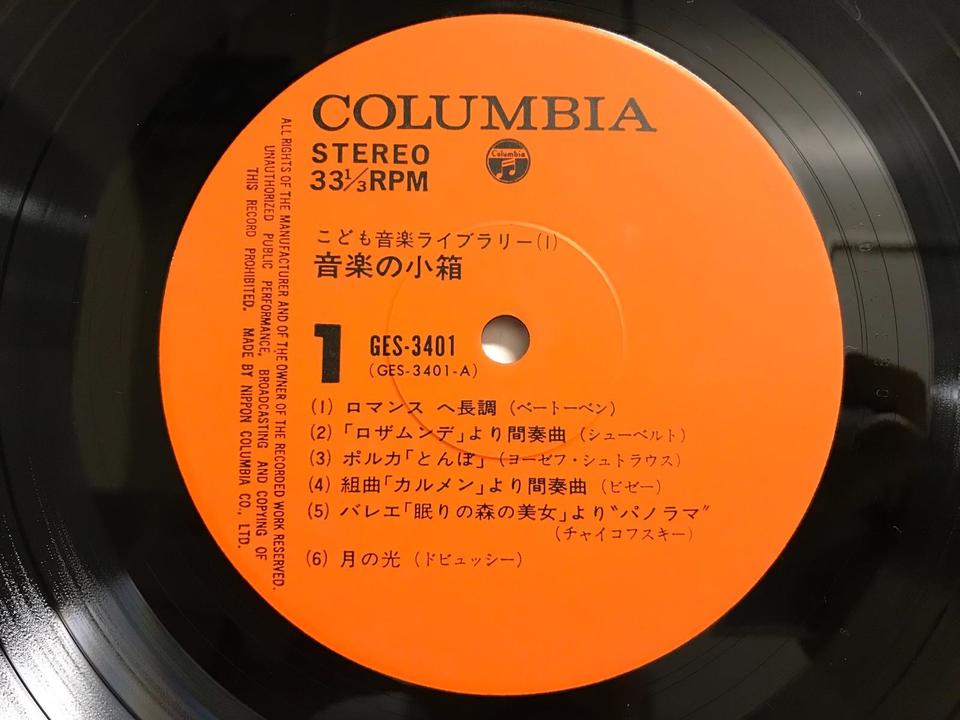 COLUMBIA
STEREO
33⅓RPM
Columbia
こども音楽ライブラリー(1)
音楽の小箱
1
GES-3401
(GES-3401-A)
(1) ロマンス ヘ長調 (ベートーベン)
(2) 「ロザムンデ」より間奏曲 (シューベルト)
(3) ポルカ「とんぼ」 (ヨーゼフ・シュトラウス)
(4) 組曲「カルメン」より間奏曲 (ビゼー)
(5) バレエ「眠りの森の美女」より〝パノラマ〟
(チャイコフスキー)
(6) 月の光 (ドビュッシー)
ALL RIGHTS OF THE MANUFACTURER AND OF THE OWNER OF THE RECORDED WORK RESERVED.
UNAUTHORIZED PUBLIC PERFORMANCE, BROADCASTING AND COPYING OF
THIS RECORD PROHIBITED. MADE BY NIPPON COLUMBIA CO., LTD.